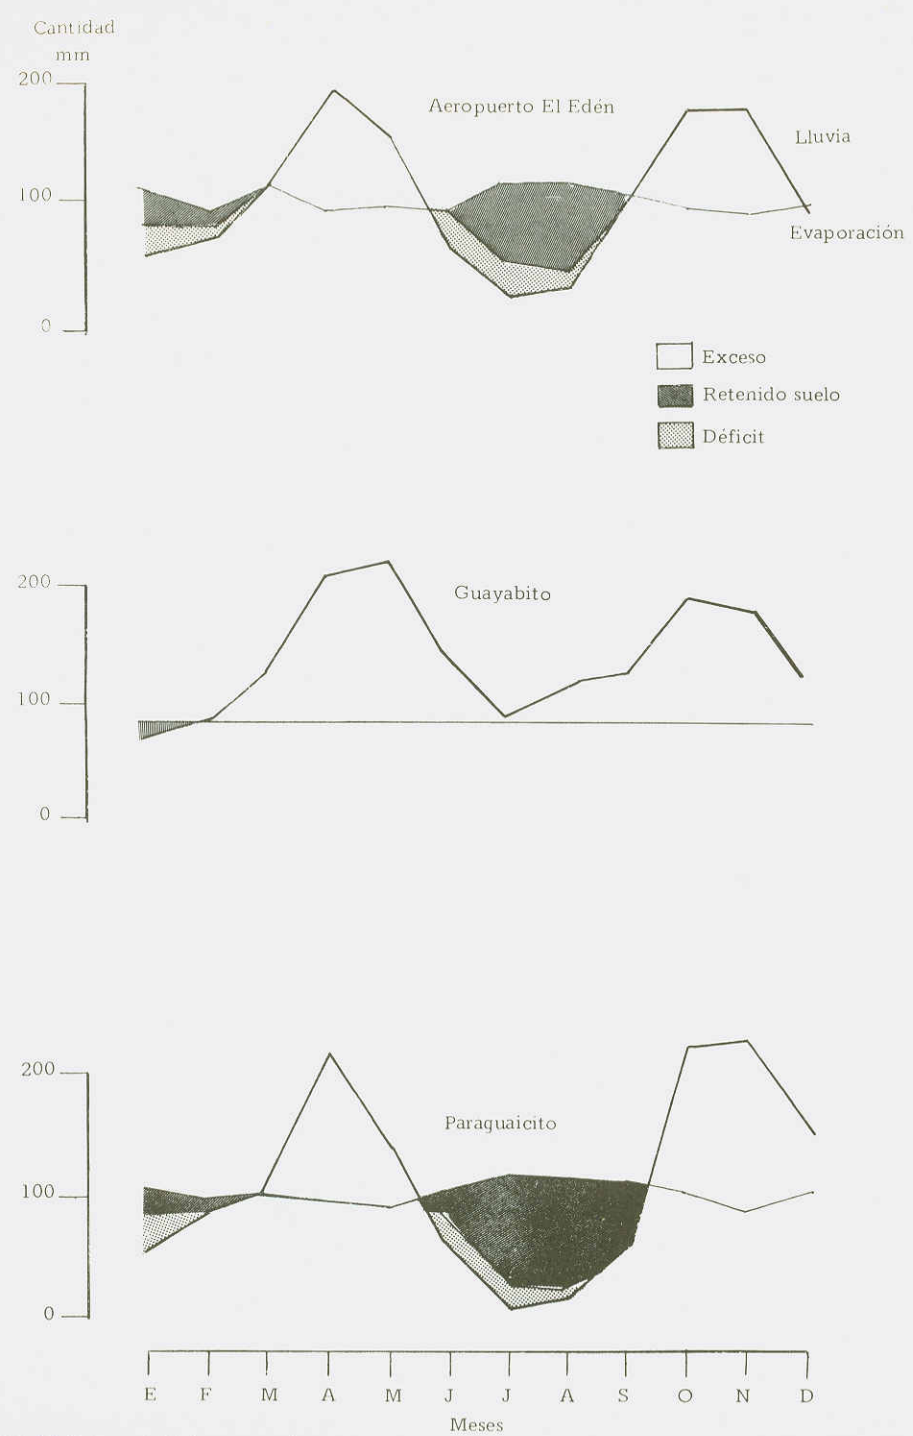 Cantidad
mm
200
Aeropuerto El Edén
Lluvia
100
Evaporación
0
Exceso
Retenido suelo
Déficit
200
Guayabito
100
0
200
Paraguaicito
100
0
E F M A M J J A S O N D
Meses